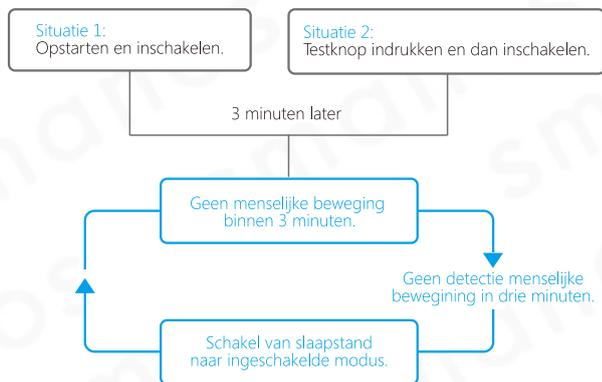 Situatie 1:
Opstarten en inschakelen.
Situatie 2:
Testknop indrukken en dan inschakelen.
3 minuten later
Geen menselijke beweging
binnen 3 minuten.
Geen detectie menselijke
bewegining in drie minuten.
Schakel van slaapstand
naar ingeschakelde modus.